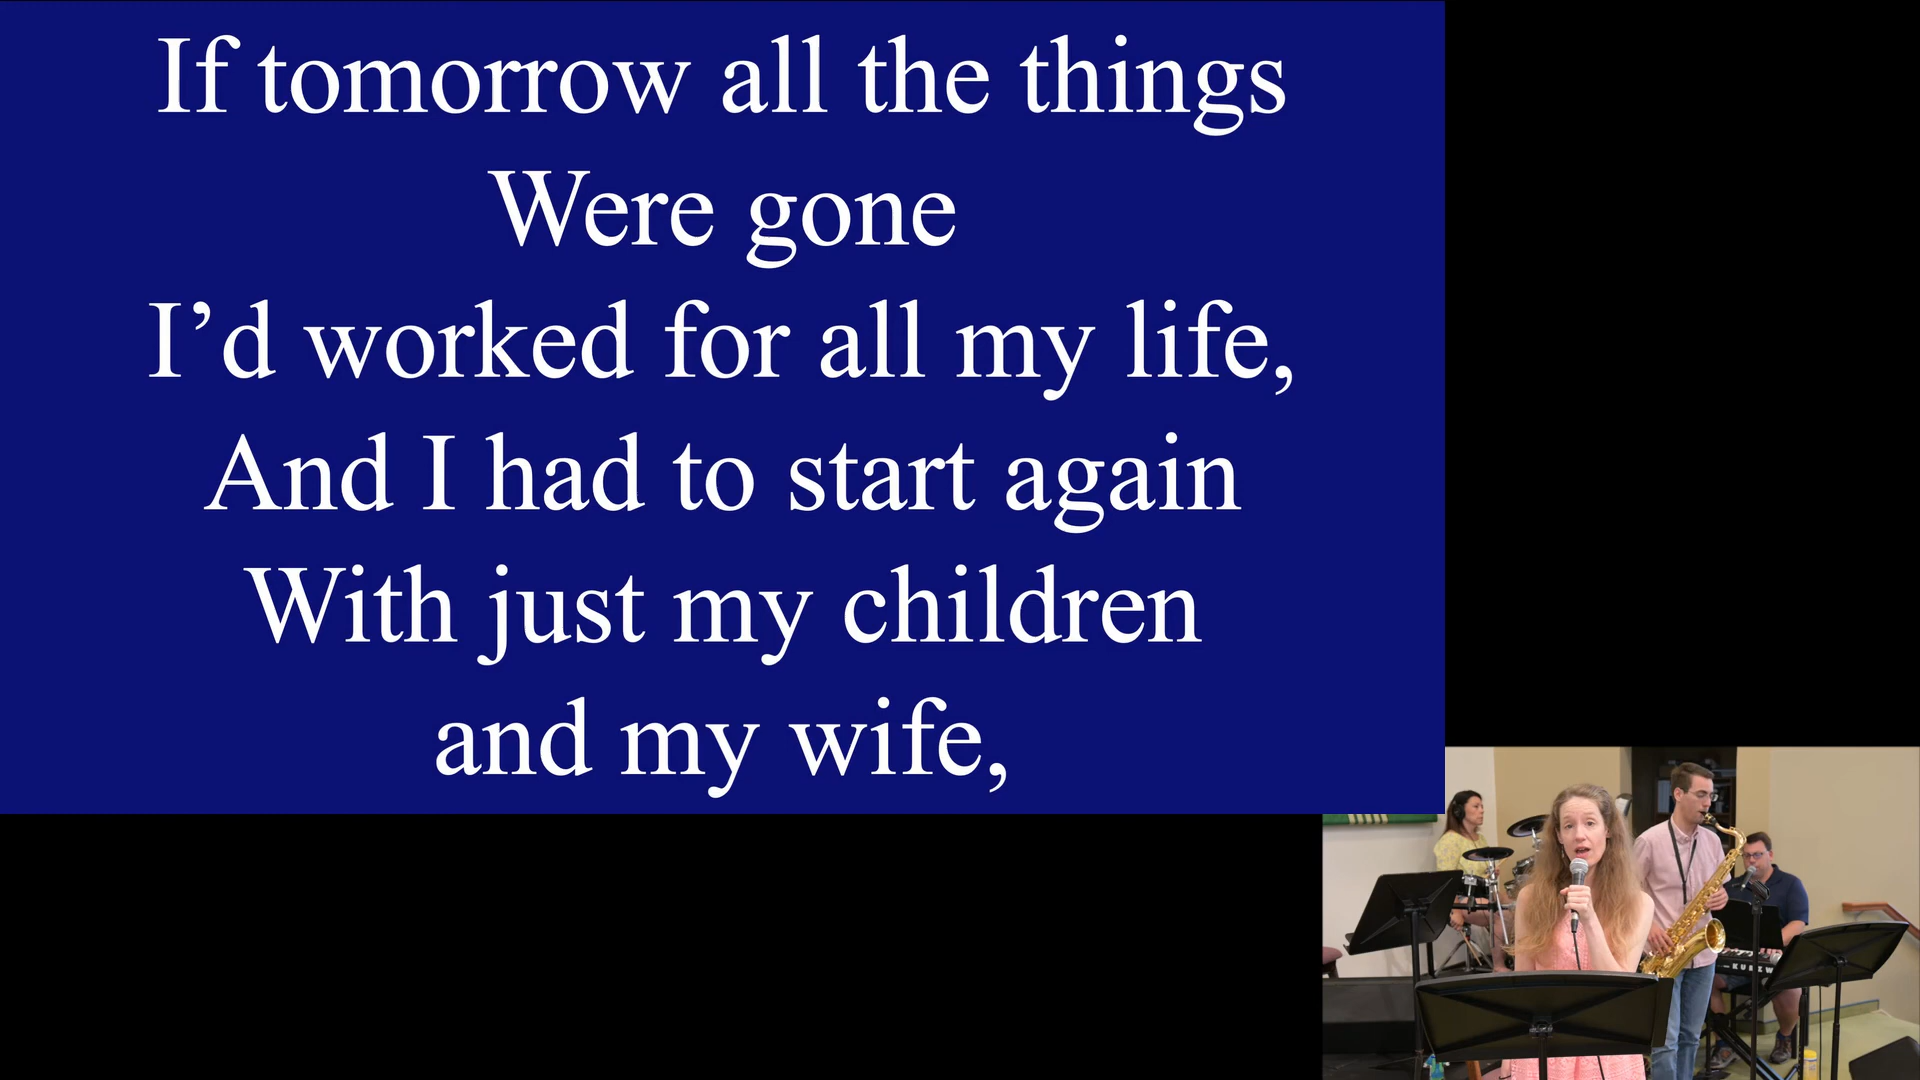 If tomorrow all the things
Were gone
I’d worked for all my life,
And I had to start again
With just my children
and my wife,
KURZW